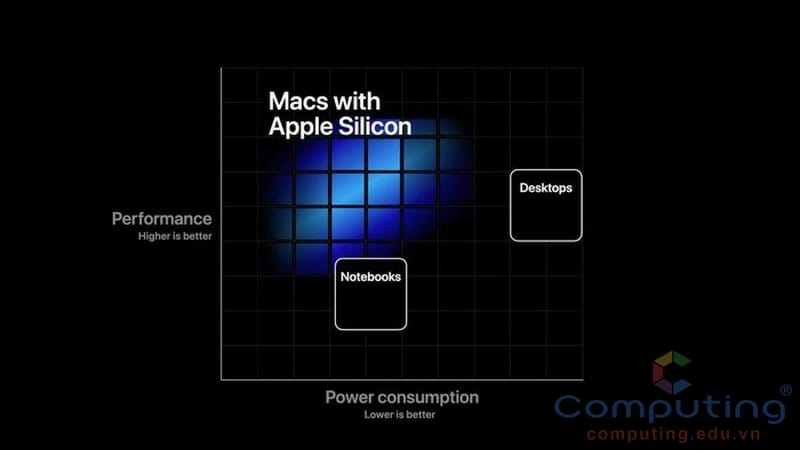 Macs with
Apple Silicon
Desktops
Performance
Higher is better
Notebooks
Power consumption
Lower is better
Computing®
computing.edu.vn